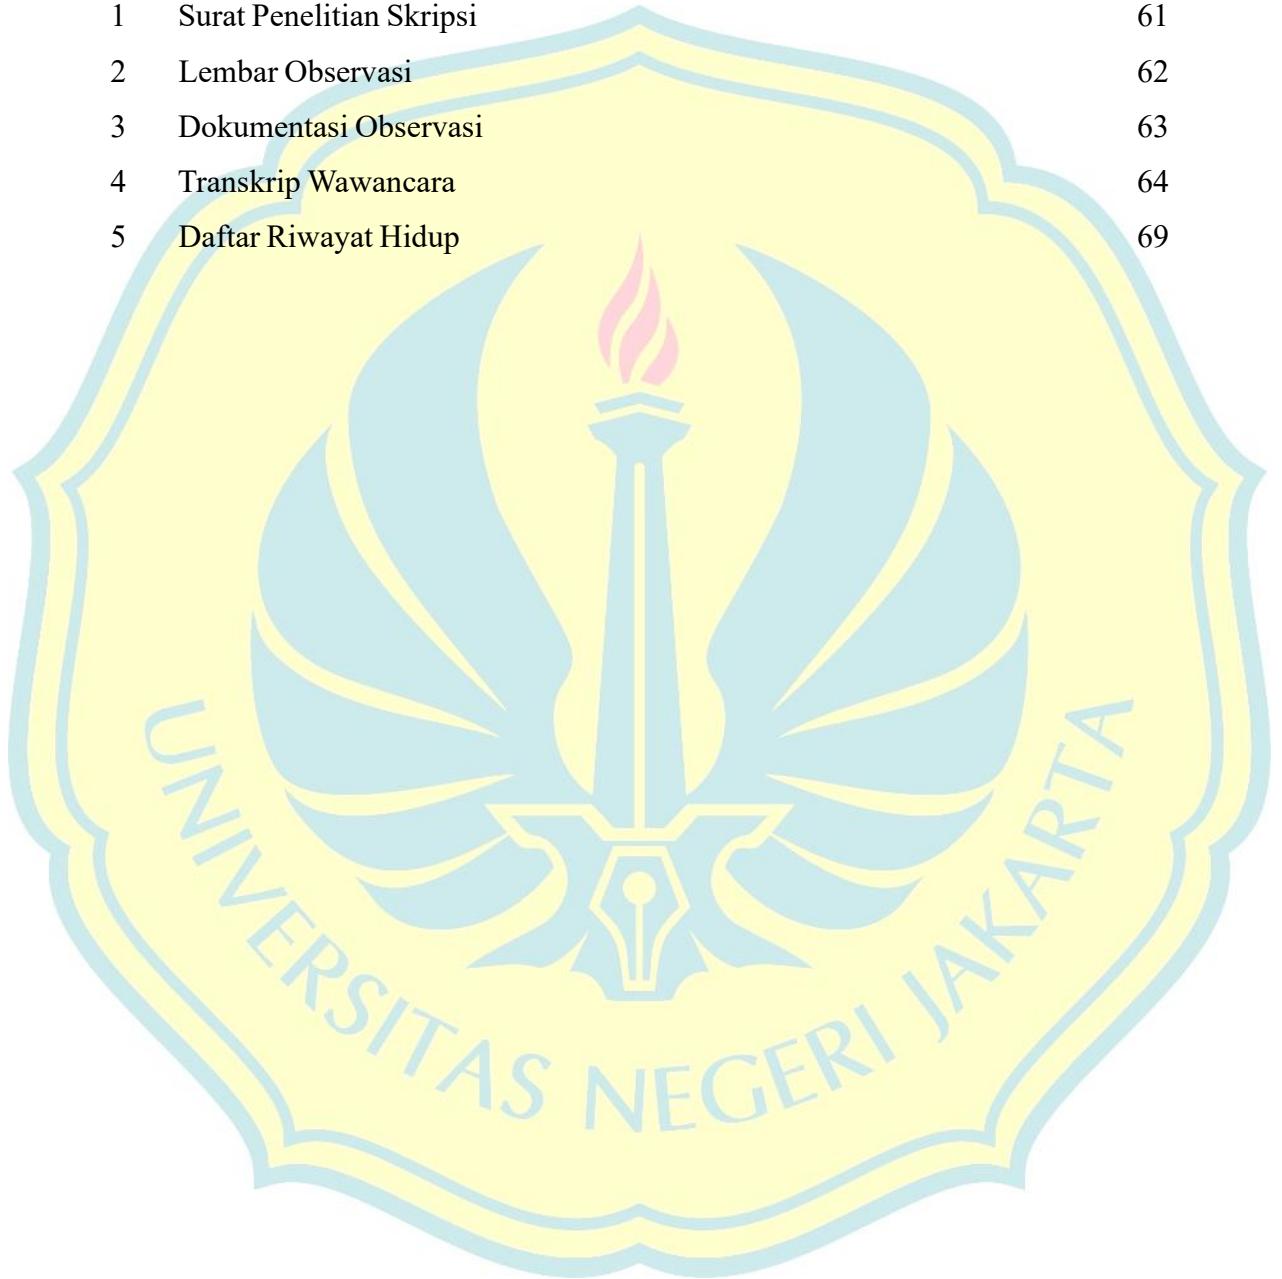 1 Surat Penelitian Skripsi 61
2 Lembar Observasi 62
3 Dokumentasi Observasi 63
4 Transkrip Wawancara 64
5 Daftar Riwayat Hidup 69
UNIVERSITAS NEGERI JAKARTA